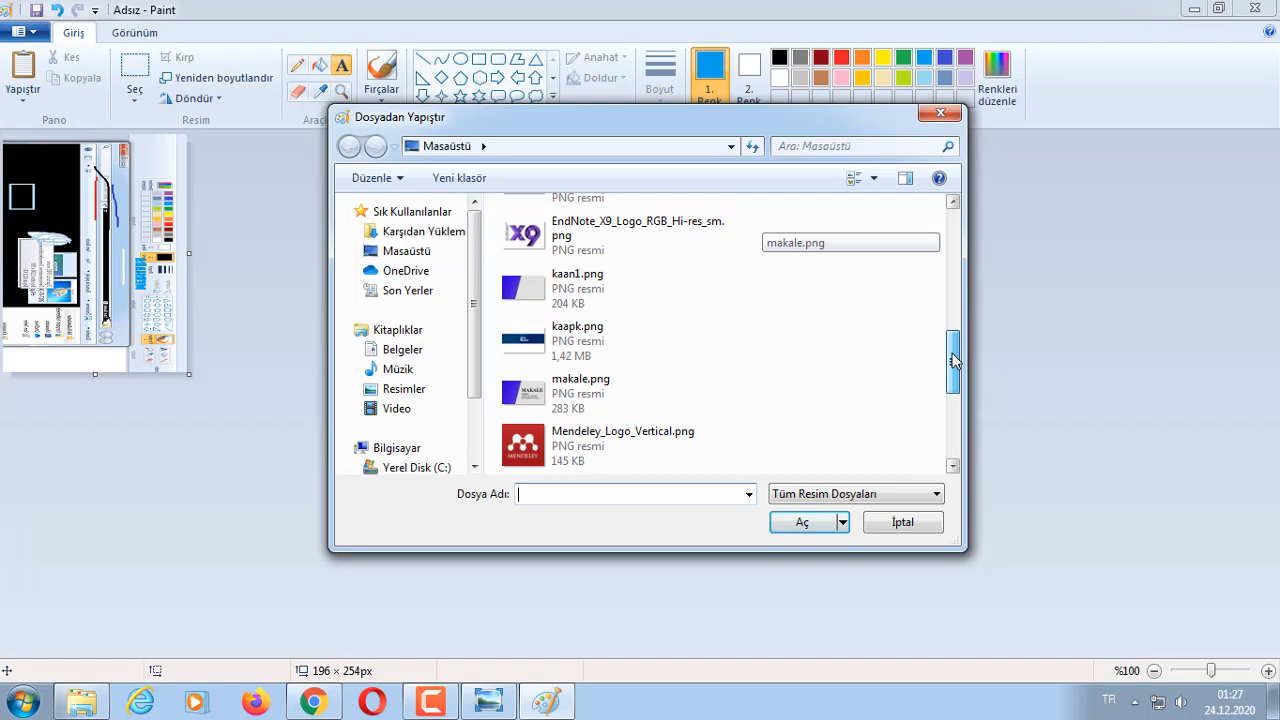 Adsız - Paint
Giriş
Görünüm
Yapıştır
Kes
Kopyala
Pano
Seç
Kırp
Yeniden boyutlandır
Döndür
Resim
Fırçalar
Anahat
Doldur
Boyut
1.
Renk
2.
Renk
Renkleri
düzenle
Dosyadan Yapıştır
Masaüstü
Ara: Masaüstü
Düzenle
Yeni klasör
Sık Kullanılanlar
Karşıdan Yüklem
Masaüstü
OneDrive
Son Yerler
Kitaplıklar
Belgeler
Müzik
Resimler
Video
Bilgisayar
Yerel Disk (C:)
PNG resmi
EndNote_X9_Logo_RGB_Hi-res_sm.
png
PNG resmi
X9
kaan1.png
PNG resmi
204 KB
kaapk.png
PNG resmi
1,42 MB
makale.png
PNG resmi
283 KB
MAKALE
Mendeley_Logo_Vertical.png
PNG resmi
145 KB
MENDELEY
makale.png
Dosya Adı:
Tüm Resim Dosyaları
Aç
İptal
196 × 254px
%100
TR
01:27
24.12.2020